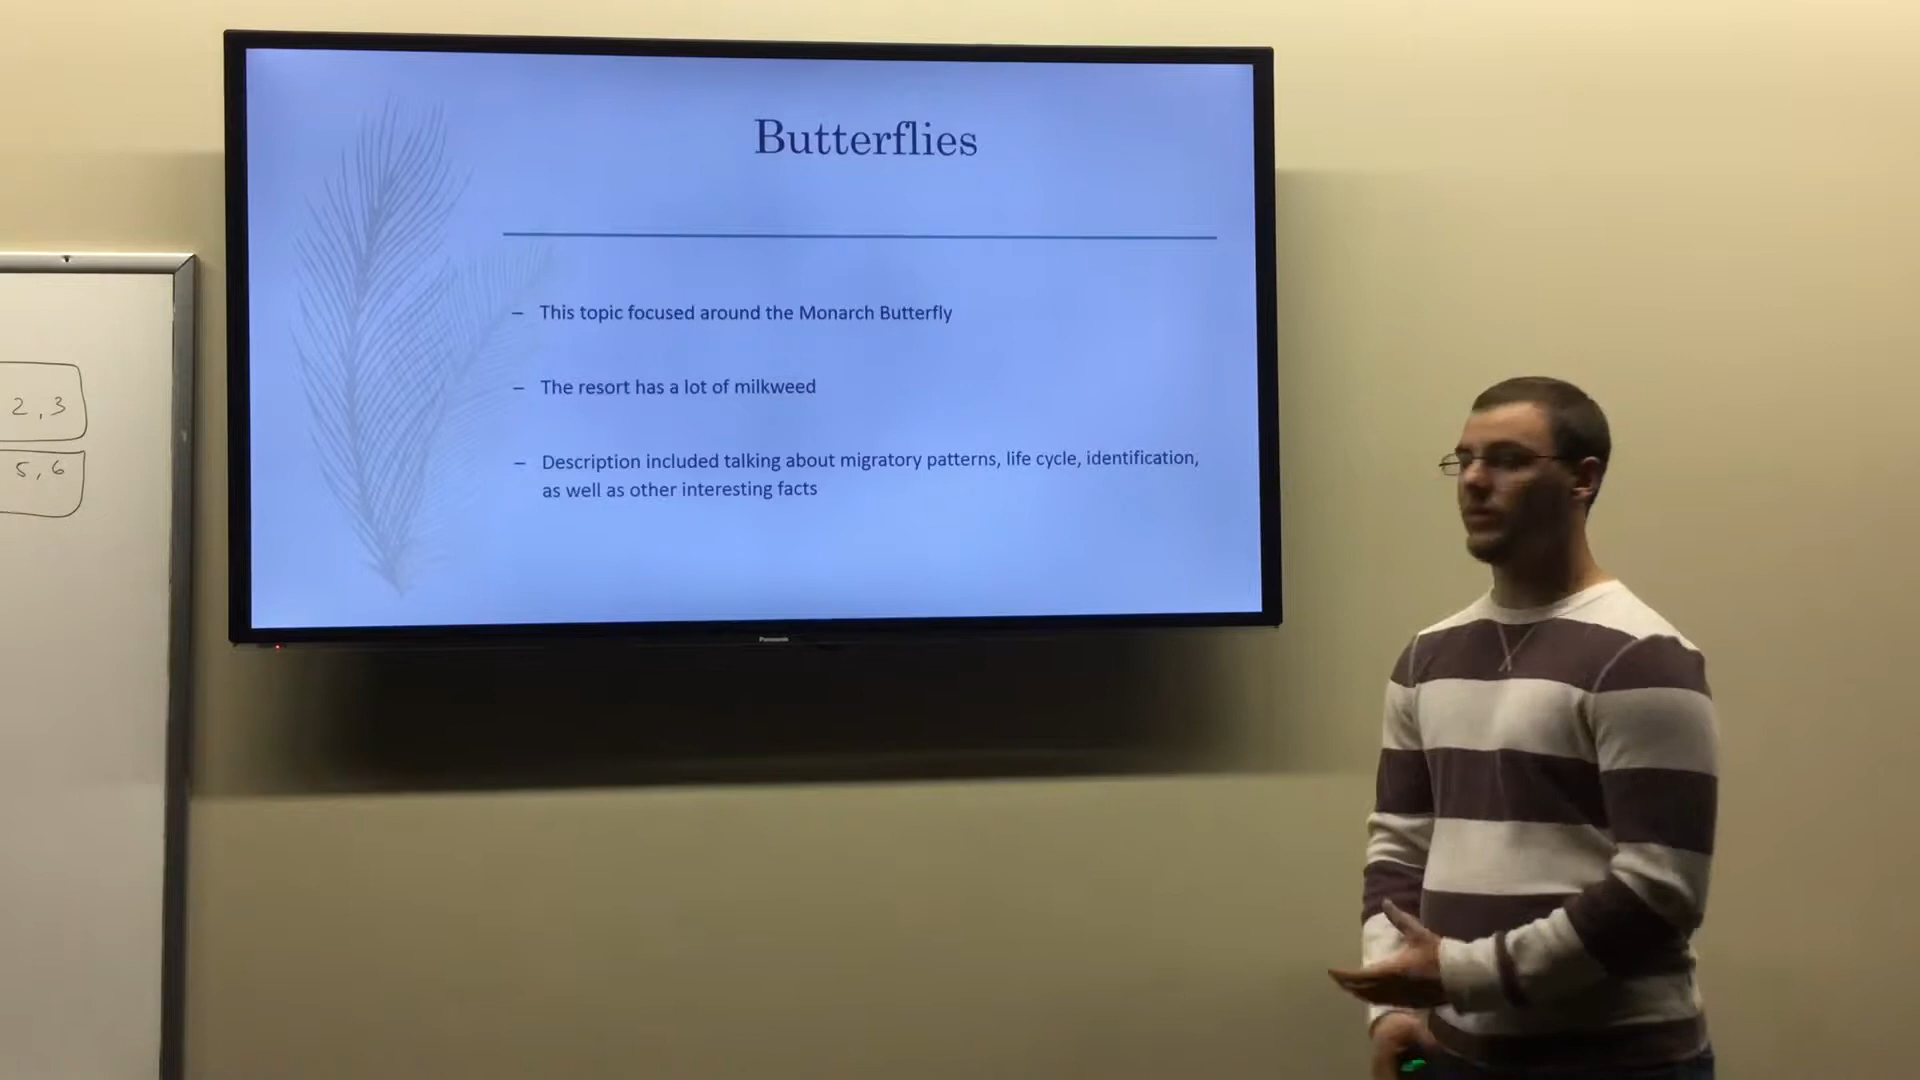 Butterflies
– This topic focused around the Monarch Butterfly
– The resort has a lot of milkweed
– Description included talking about migratory patterns, life cycle, identification,
as well as other interesting facts
Panasonic
2, 3
5, 6